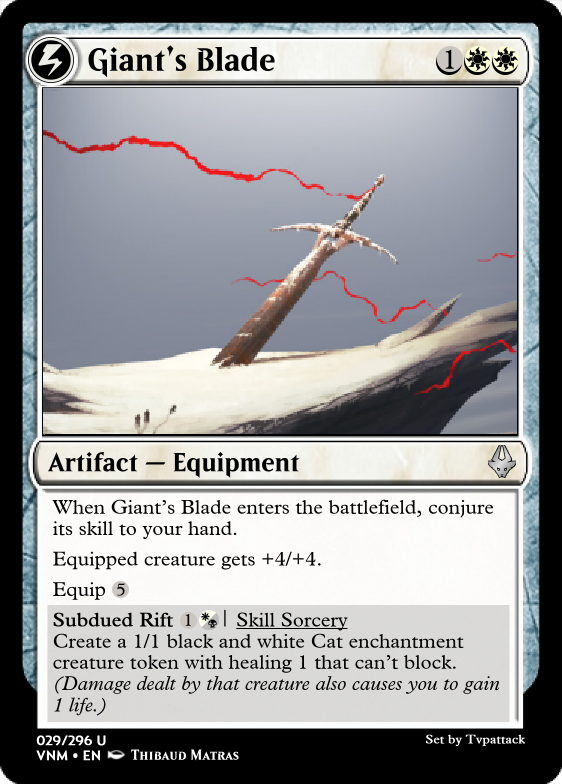 Giant's Blade 1
Artifact — Equipment
When Giant's Blade enters the battlefield, conjure
its skill to your hand.
Equipped creature gets +4/+4.
Equip 5
Subdued Rift 1 | Skill Sorcery
Create a 1/1 black and white Cat enchantment
creature token with healing 1 that can't block.
(Damage dealt by that creature also causes you to gain
1 life.)
029/296 U
Set by Tvpattack
VNM • EN Thibaud Matras